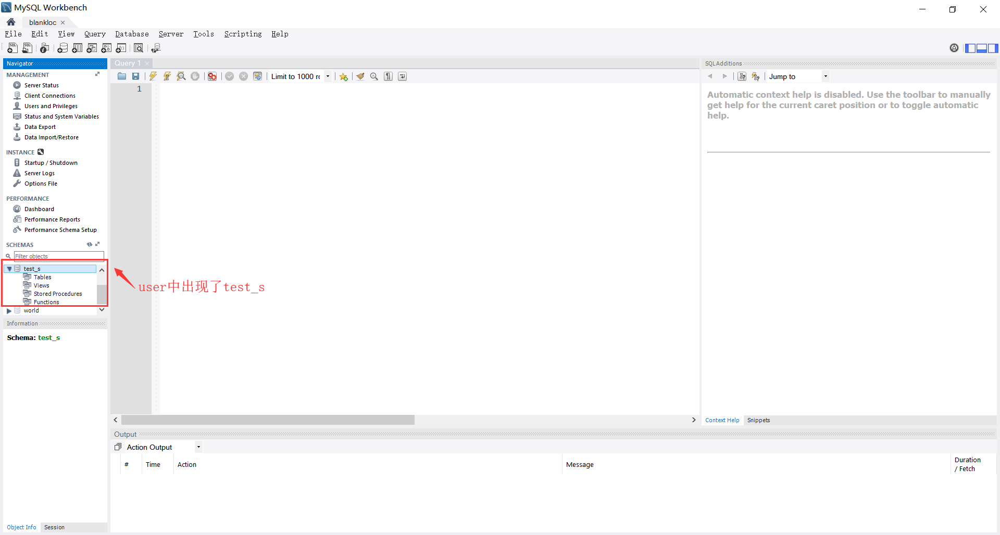 MySQL Workbench
blankloc
File Edit View Query Database Server Tools Scripting Help
Navigator
MANAGEMENT
Server Status
Client Connections
Users and Privileges
Status and System Variables
Data Export
Data Import/Restore
INSTANCE
Startup / Shutdown
Server Logs
Options File
PERFORMANCE
Dashboard
Performance Reports
Performance Schema Setup
SCHEMAS
Filter objects
test_s
Tables
Views
Stored Procedures
Functions
world
Information
Schema: test_s
Object Info Session
Query 1
Limit to 1000 r
1
user中出现了test_s
SQLAdditions
Jump to
Automatic context help is disabled. Use the toolbar to manually
get help for the current caret position or to toggle automatic
help.
Context Help Snippets
Output
Action Output
# Time Action Message Duration
/ Fetch